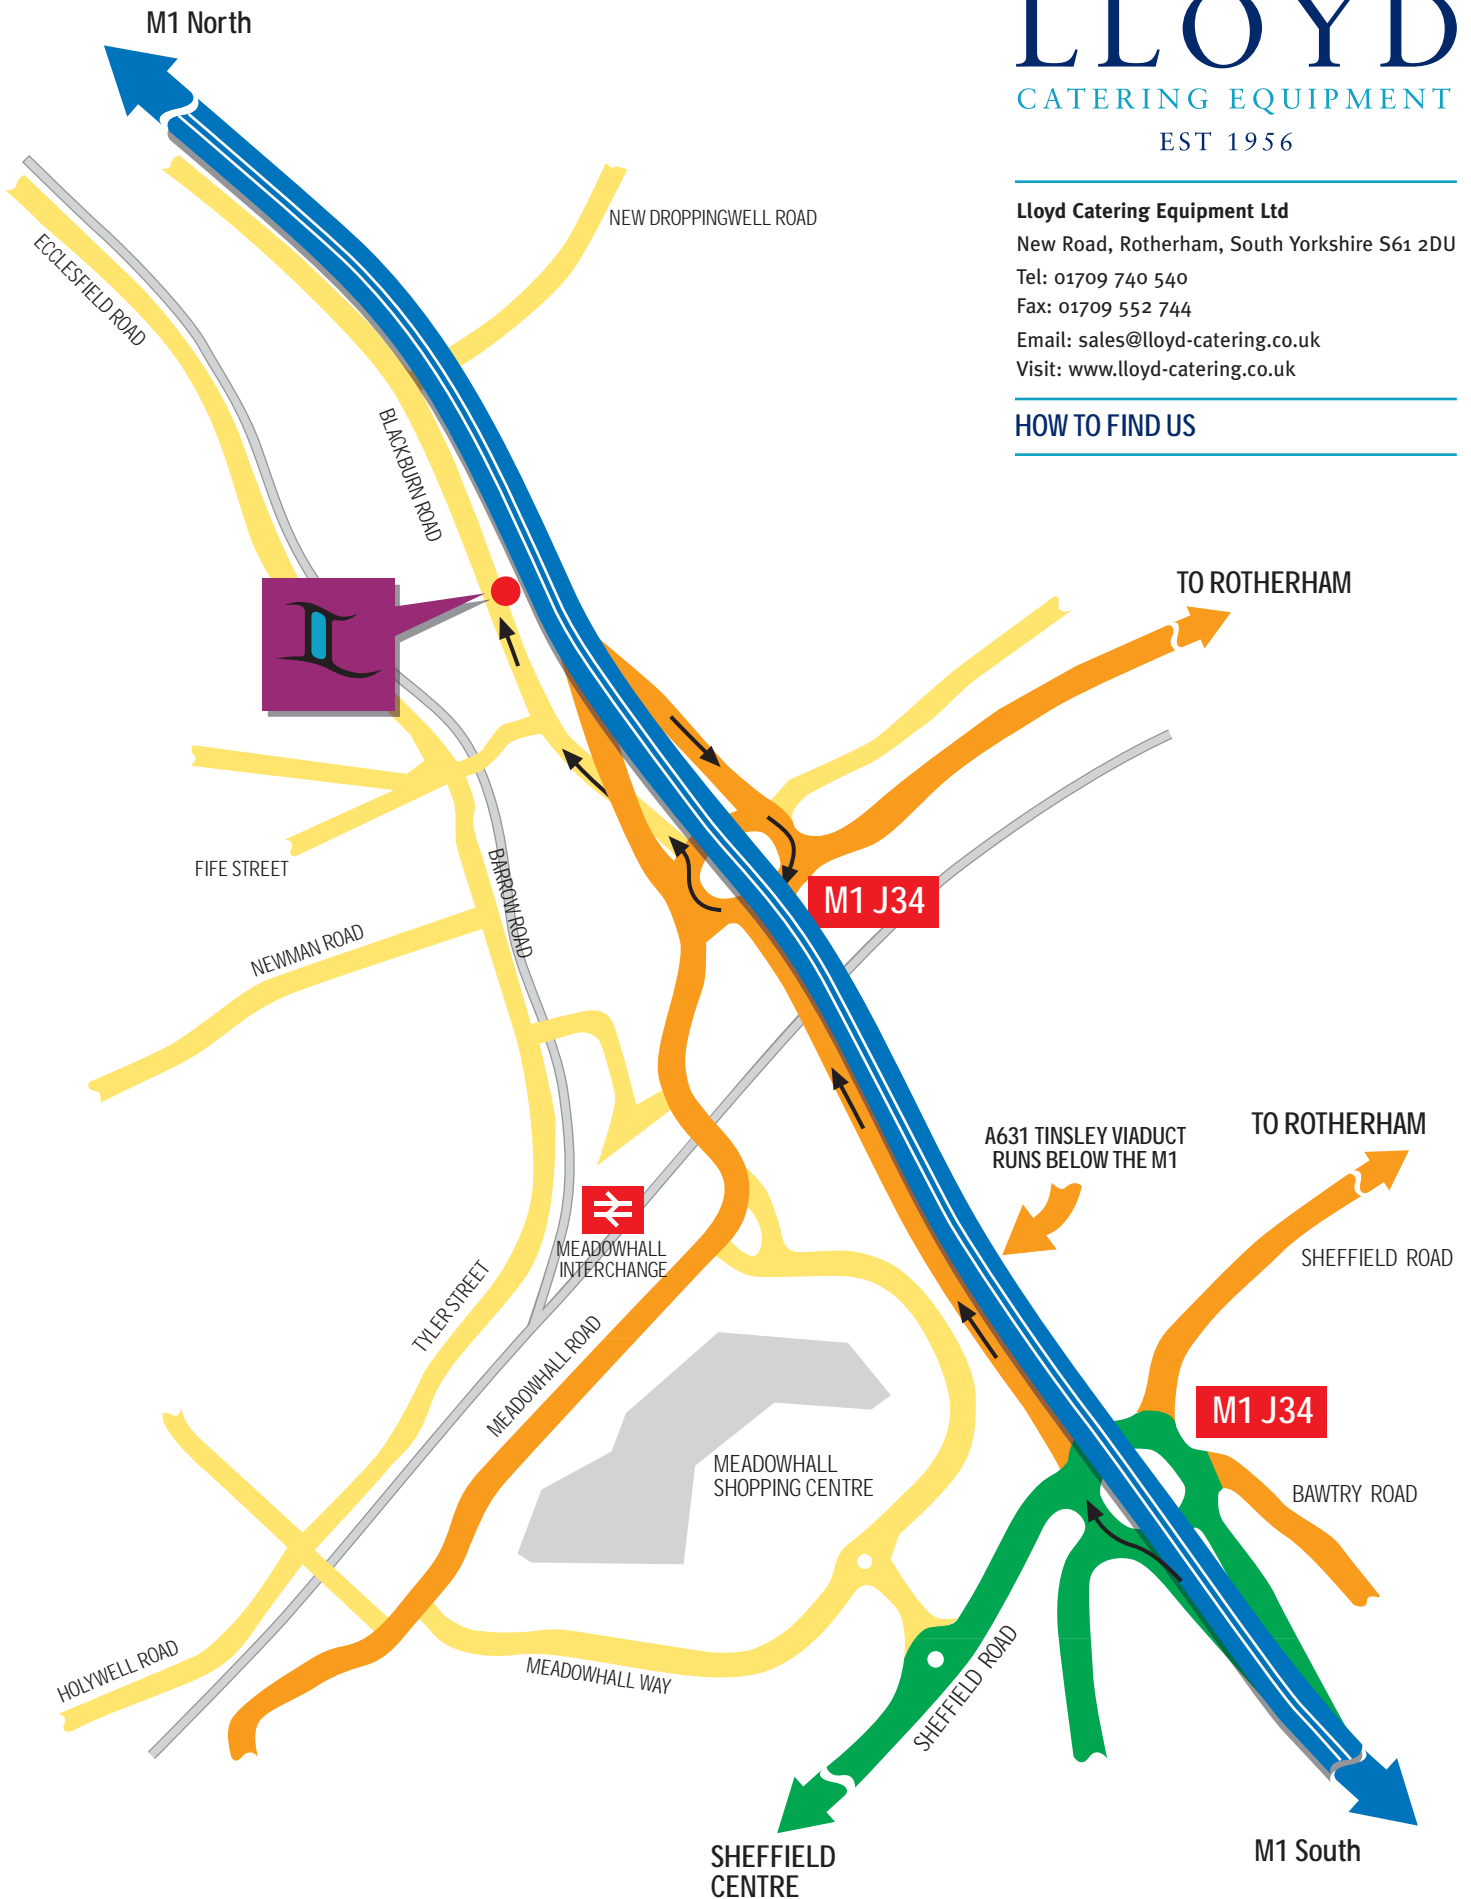 M1 North
LLOYD
CATERING EQUIPMENT
EST 1956
Lloyd Catering Equipment Ltd
New Road, Rotherham, South Yorkshire S61 2DU
Tel: 01709 740 540
Fax: 01709 552 744
Email: sales@lloyd-catering.co.uk
Visit: www.lloyd-catering.co.uk
HOW TO FIND US
NEW DROPPINGWELL ROAD
ECCLESFIELD ROAD
BLACKBURN ROAD
TO ROTHERHAM
FIFE STREET
BARROW ROAD
M1 J34
NEWMAN ROAD
A631 TINSLEY VIADUCT
RUNS BELOW THE M1
TO ROTHERHAM
SHEFFIELD ROAD
MEADOWHALL
INTERCHANGE
TYLER STREET
MEADOWHALL ROAD
M1 J34
MEADOWHALL
SHOPPING CENTRE
BAWTRY ROAD
HOLYWELL ROAD
MEADOWHALL WAY
SHEFFIELD ROAD
SHEFFIELD
CENTRE
M1 South